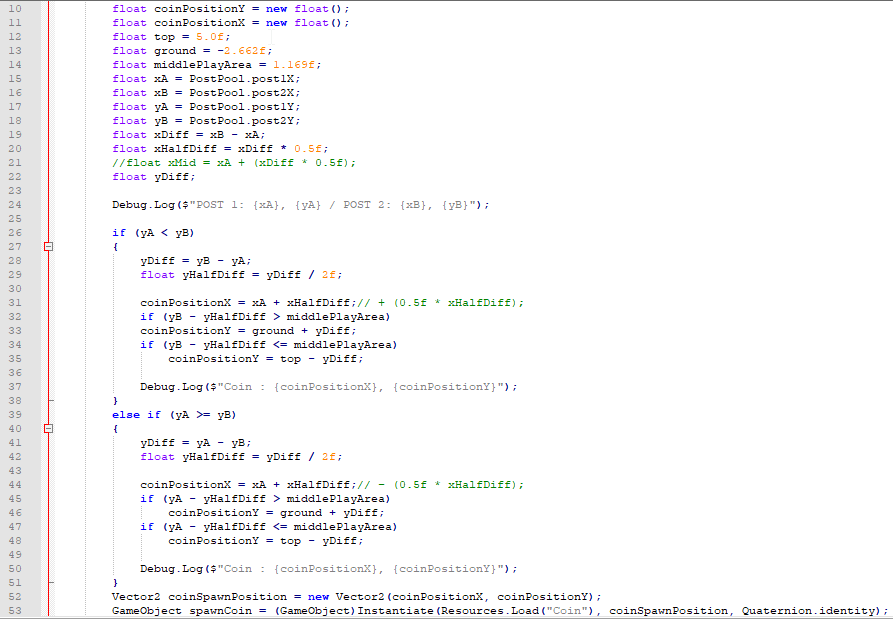 10 float coinPositionY = new float();
11 float coinPositionX = new float();
12 float top = 5.0f;
13 float ground = -2.662f;
14 float middlePlayArea = 1.169f;
15 float xA = PostPool.post1X;
16 float xB = PostPool.post2X;
17 float yA = PostPool.post1Y;
18 float yB = PostPool.post2Y;
19 float xDiff = xB - xA;
20 float xHalfDiff = xDiff * 0.5f;
21 //float xMid = xA + (xDiff * 0.5f);
22 float yDiff;
23
24 Debug.Log($"POST 1: {xA}, {yA} / POST 2: {xB}, {yB}");
25
26 if (yA < yB)
27 {
28 yDiff = yB - yA;
29 float yHalfDiff = yDiff / 2f;
30
31 coinPositionX = xA + xHalfDiff;// + (0.5f * xHalfDiff);
32 if (yB - yHalfDiff > middlePlayArea)
33 coinPositionY = ground + yDiff;
34 if (yB - yHalfDiff <= middlePlayArea)
35 coinPositionY = top - yDiff;
36
37 Debug.Log($"Coin : {coinPositionX}, {coinPositionY}");
38 }
39 else if (yA >= yB)
40 {
41 yDiff = yA - yB;
42 float yHalfDiff = yDiff / 2f;
43
44 coinPositionX = xA + xHalfDiff;// - (0.5f * xHalfDiff);
45 if (yA - yHalfDiff > middlePlayArea)
46 coinPositionY = ground + yDiff;
47 if (yA - yHalfDiff <= middlePlayArea)
48 coinPositionY = top - yDiff;
49
50 Debug.Log($"Coin : {coinPositionX}, {coinPositionY}");
51 }
52 Vector2 coinSpawnPosition = new Vector2(coinPositionX, coinPositionY);
53 GameObject spawnCoin = (GameObject)Instantiate(Resources.Load("Coin"), coinSpawnPosition, Quaternion.identity);